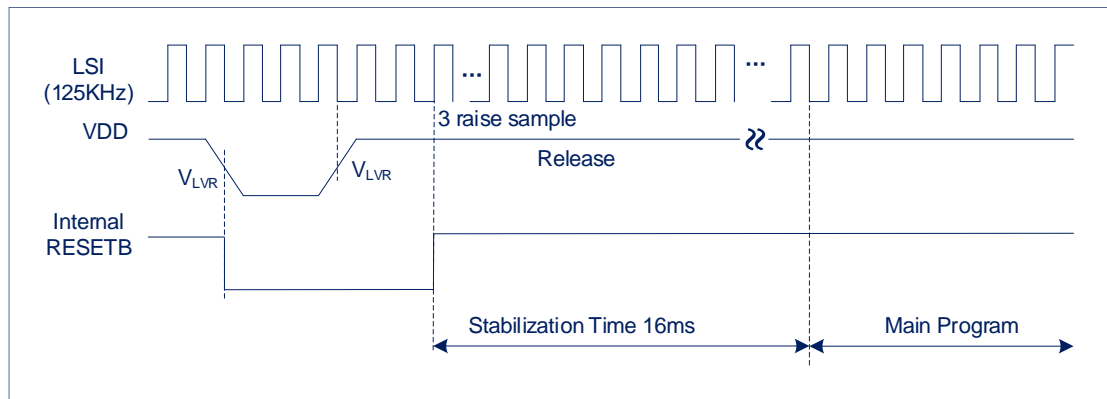 LSI
(125KHz)
...
...
3 raise sample
VDD
Release
VLVR
VLVR
Internal
RESETB
Stabilization Time 16ms
Main Program